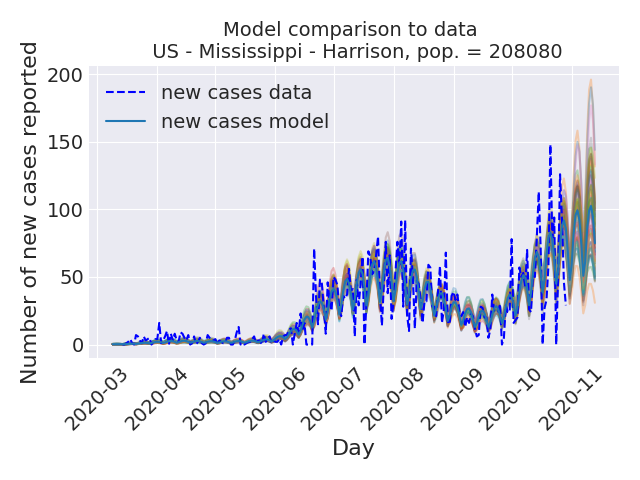 Model comparison to data
US - Mississippi - Harrison, pop. = 208080
Number of new cases reported
200
150
100
50
0
new cases data
new cases model
2020-03
2020-04
2020-05
2020-06
2020-07
2020-08
2020-09
2020-10
2020-11
Day